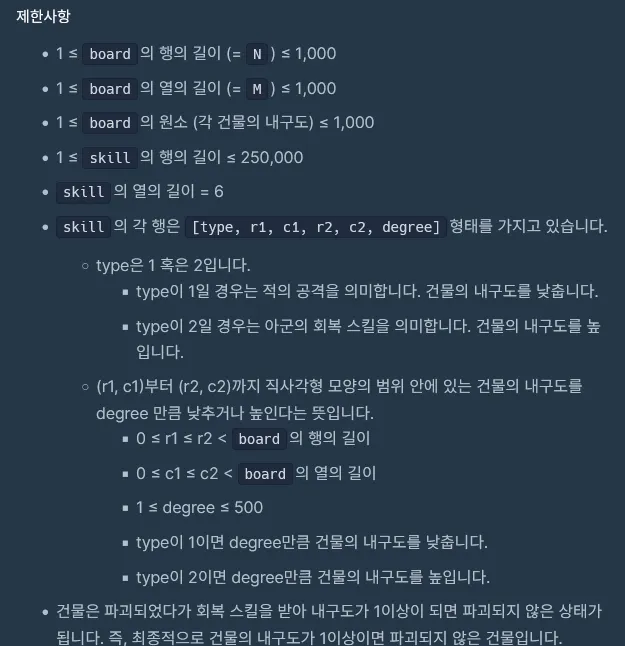 제한사항
• 1 ≤ board 의 행의 길이 (= N ) ≤ 1,000
• 1 ≤ board 의 열의 길이 (= M ) ≤ 1,000
• 1 ≤ board 의 원소 (각 건물의 내구도) ≤ 1,000
• 1 ≤ skill 의 행의 길이 ≤ 250,000
• skill 의 열의 길이 = 6
• skill 의 각 행은 [type, r1, c1, r2, c2, degree] 형태를 가지고 있습니다.
◦ type은 1 혹은 2입니다.
▪ type이 1일 경우는 적의 공격을 의미합니다. 건물의 내구도를 낮춥니다.
▪ type이 2일 경우는 아군의 회복 스킬을 의미합니다. 건물의 내구도를 높
입니다.
◦ (r1, c1)부터 (r2, c2)까지 직사각형 모양의 범위 안에 있는 건물의 내구도를
degree 만큼 낮추거나 높인다는 뜻입니다.
▪ 0 ≤ r1 ≤ r2 < board 의 행의 길이
▪ 0 ≤ c1 ≤ c2 < board 의 열의 길이
▪ 1 ≤ degree ≤ 500
▪ type이 1이면 degree만큼 건물의 내구도를 낮춥니다.
▪ type이 2이면 degree만큼 건물의 내구도를 높입니다.
• 건물은 파괴되었다가 회복 스킬을 받아 내구도가 1이상이 되면 파괴되지 않은 상태가
됩니다. 즉, 최종적으로 건물의 내구도가 1이상이면 파괴되지 않은 건물입니다.